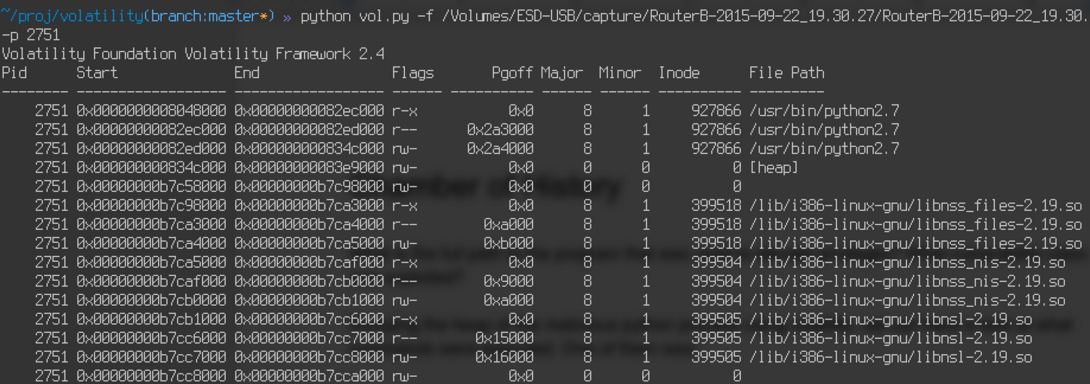 ~/proj/volatility(branch:master*) » python vol.py -f /Volumes/ESD-USB/capture/RouterB-2015-09-22_19.30.27/RouterB-2015-09-22_19.30.
-p 2751
Volatility Foundation Volatility Framework 2.4
Pid Start End Flags Pgoff Major Minor Inode File Path
-------- ------------------ ------------------ ------ ---------- ------ ------ ---------- ---------
2751 0x0000000008048000 0x00000000082ec000 r-x 0x0 8 1 927866 /usr/bin/python2.7
2751 0x00000000082ec000 0x00000000082ed000 r-- 0x2a3000 8 1 927866 /usr/bin/python2.7
2751 0x00000000082ed000 0x000000000834c000 rw- 0x2a4000 8 1 927866 /usr/bin/python2.7
2751 0x000000000834c000 0x00000000083e9000 rw- 0x0 0 0 0 [heap]
2751 0x00000000b7c58000 0x00000000b7c98000 rw- 0x0 0 0 0
2751 0x00000000b7c98000 0x00000000b7ca3000 r-x 0x0 8 1 399518 /lib/i386-linux-gnu/libnss_files-2.19.so
2751 0x00000000b7ca3000 0x00000000b7ca4000 r-- 0xa000 8 1 399518 /lib/i386-linux-gnu/libnss_files-2.19.so
2751 0x00000000b7ca4000 0x00000000b7ca5000 rw- 0xb000 8 1 399518 /lib/i386-linux-gnu/libnss_files-2.19.so
2751 0x00000000b7ca5000 0x00000000b7caf000 r-x 0x0 8 1 399504 /lib/i386-linux-gnu/libnss_nis-2.19.so
2751 0x00000000b7caf000 0x00000000b7cb0000 r-- 0x9000 8 1 399504 /lib/i386-linux-gnu/libnss_nis-2.19.so
2751 0x00000000b7cb0000 0x00000000b7cb1000 rw- 0xa000 8 1 399504 /lib/i386-linux-gnu/libnss_nis-2.19.so
2751 0x00000000b7cb1000 0x00000000b7cc6000 r-x 0x0 8 1 399505 /lib/i386-linux-gnu/libnsl-2.19.so
2751 0x00000000b7cc6000 0x00000000b7cc7000 r-- 0x15000 8 1 399505 /lib/i386-linux-gnu/libnsl-2.19.so
2751 0x00000000b7cc7000 0x00000000b7cc8000 rw- 0x16000 8 1 399505 /lib/i386-linux-gnu/libnsl-2.19.so
2751 0x00000000b7cc8000 0x00000000b7cca000 rw- 0x0 0 0 0